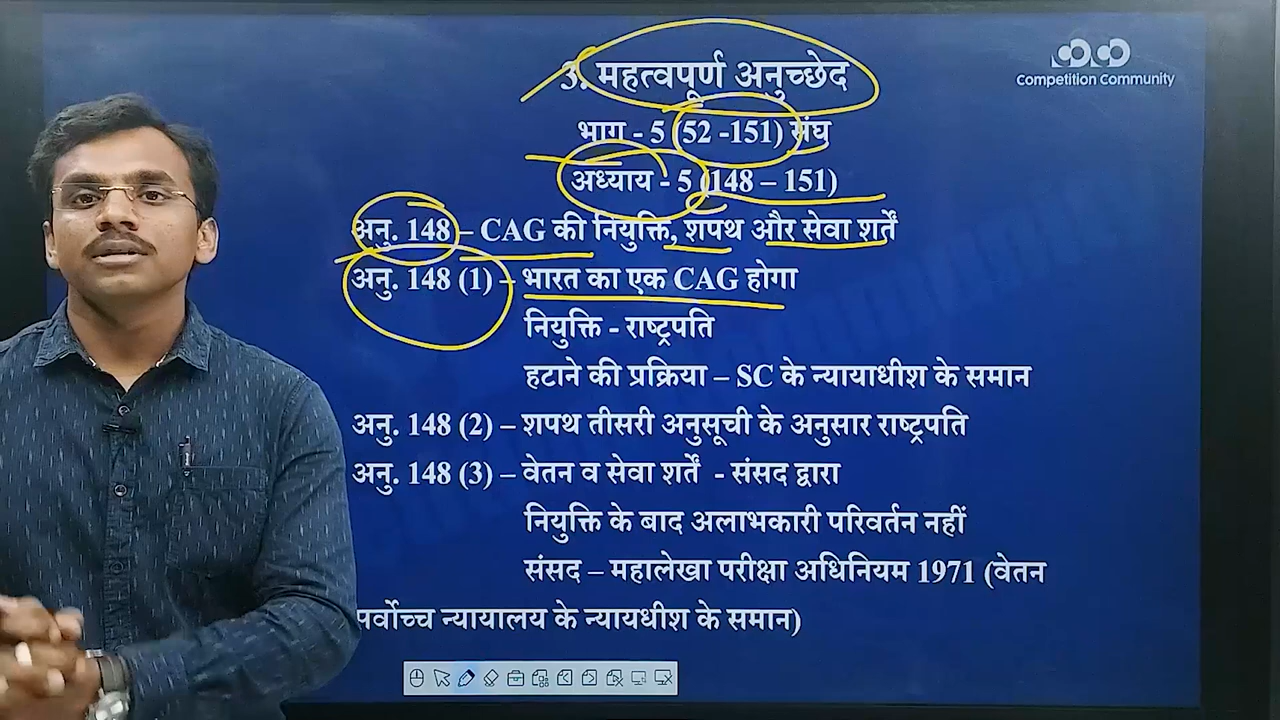 Competition Community
3. महत्वपूर्ण अनुच्छेद
भाग - 5 (52 -151) संघ
अध्याय - 5 (148 – 151)
अनु. 148 – CAG की नियुक्ति, शपथ और सेवा शर्तें
अनु. 148 (1) – भारत का एक CAG होगा
नियुक्ति - राष्ट्रपति
हटाने की प्रक्रिया – SC के न्यायाधीश के समान
अनु. 148 (2) – शपथ तीसरी अनुसूची के अनुसार राष्ट्रपति
अनु. 148 (3) – वेतन व सेवा शर्तें - संसद द्वारा
नियुक्ति के बाद अलाभकारी परिवर्तन नहीं
संसद – महालेखा परीक्षा अधिनियम 1971 (वेतन
न्यायालय के न्यायधीश के समान)